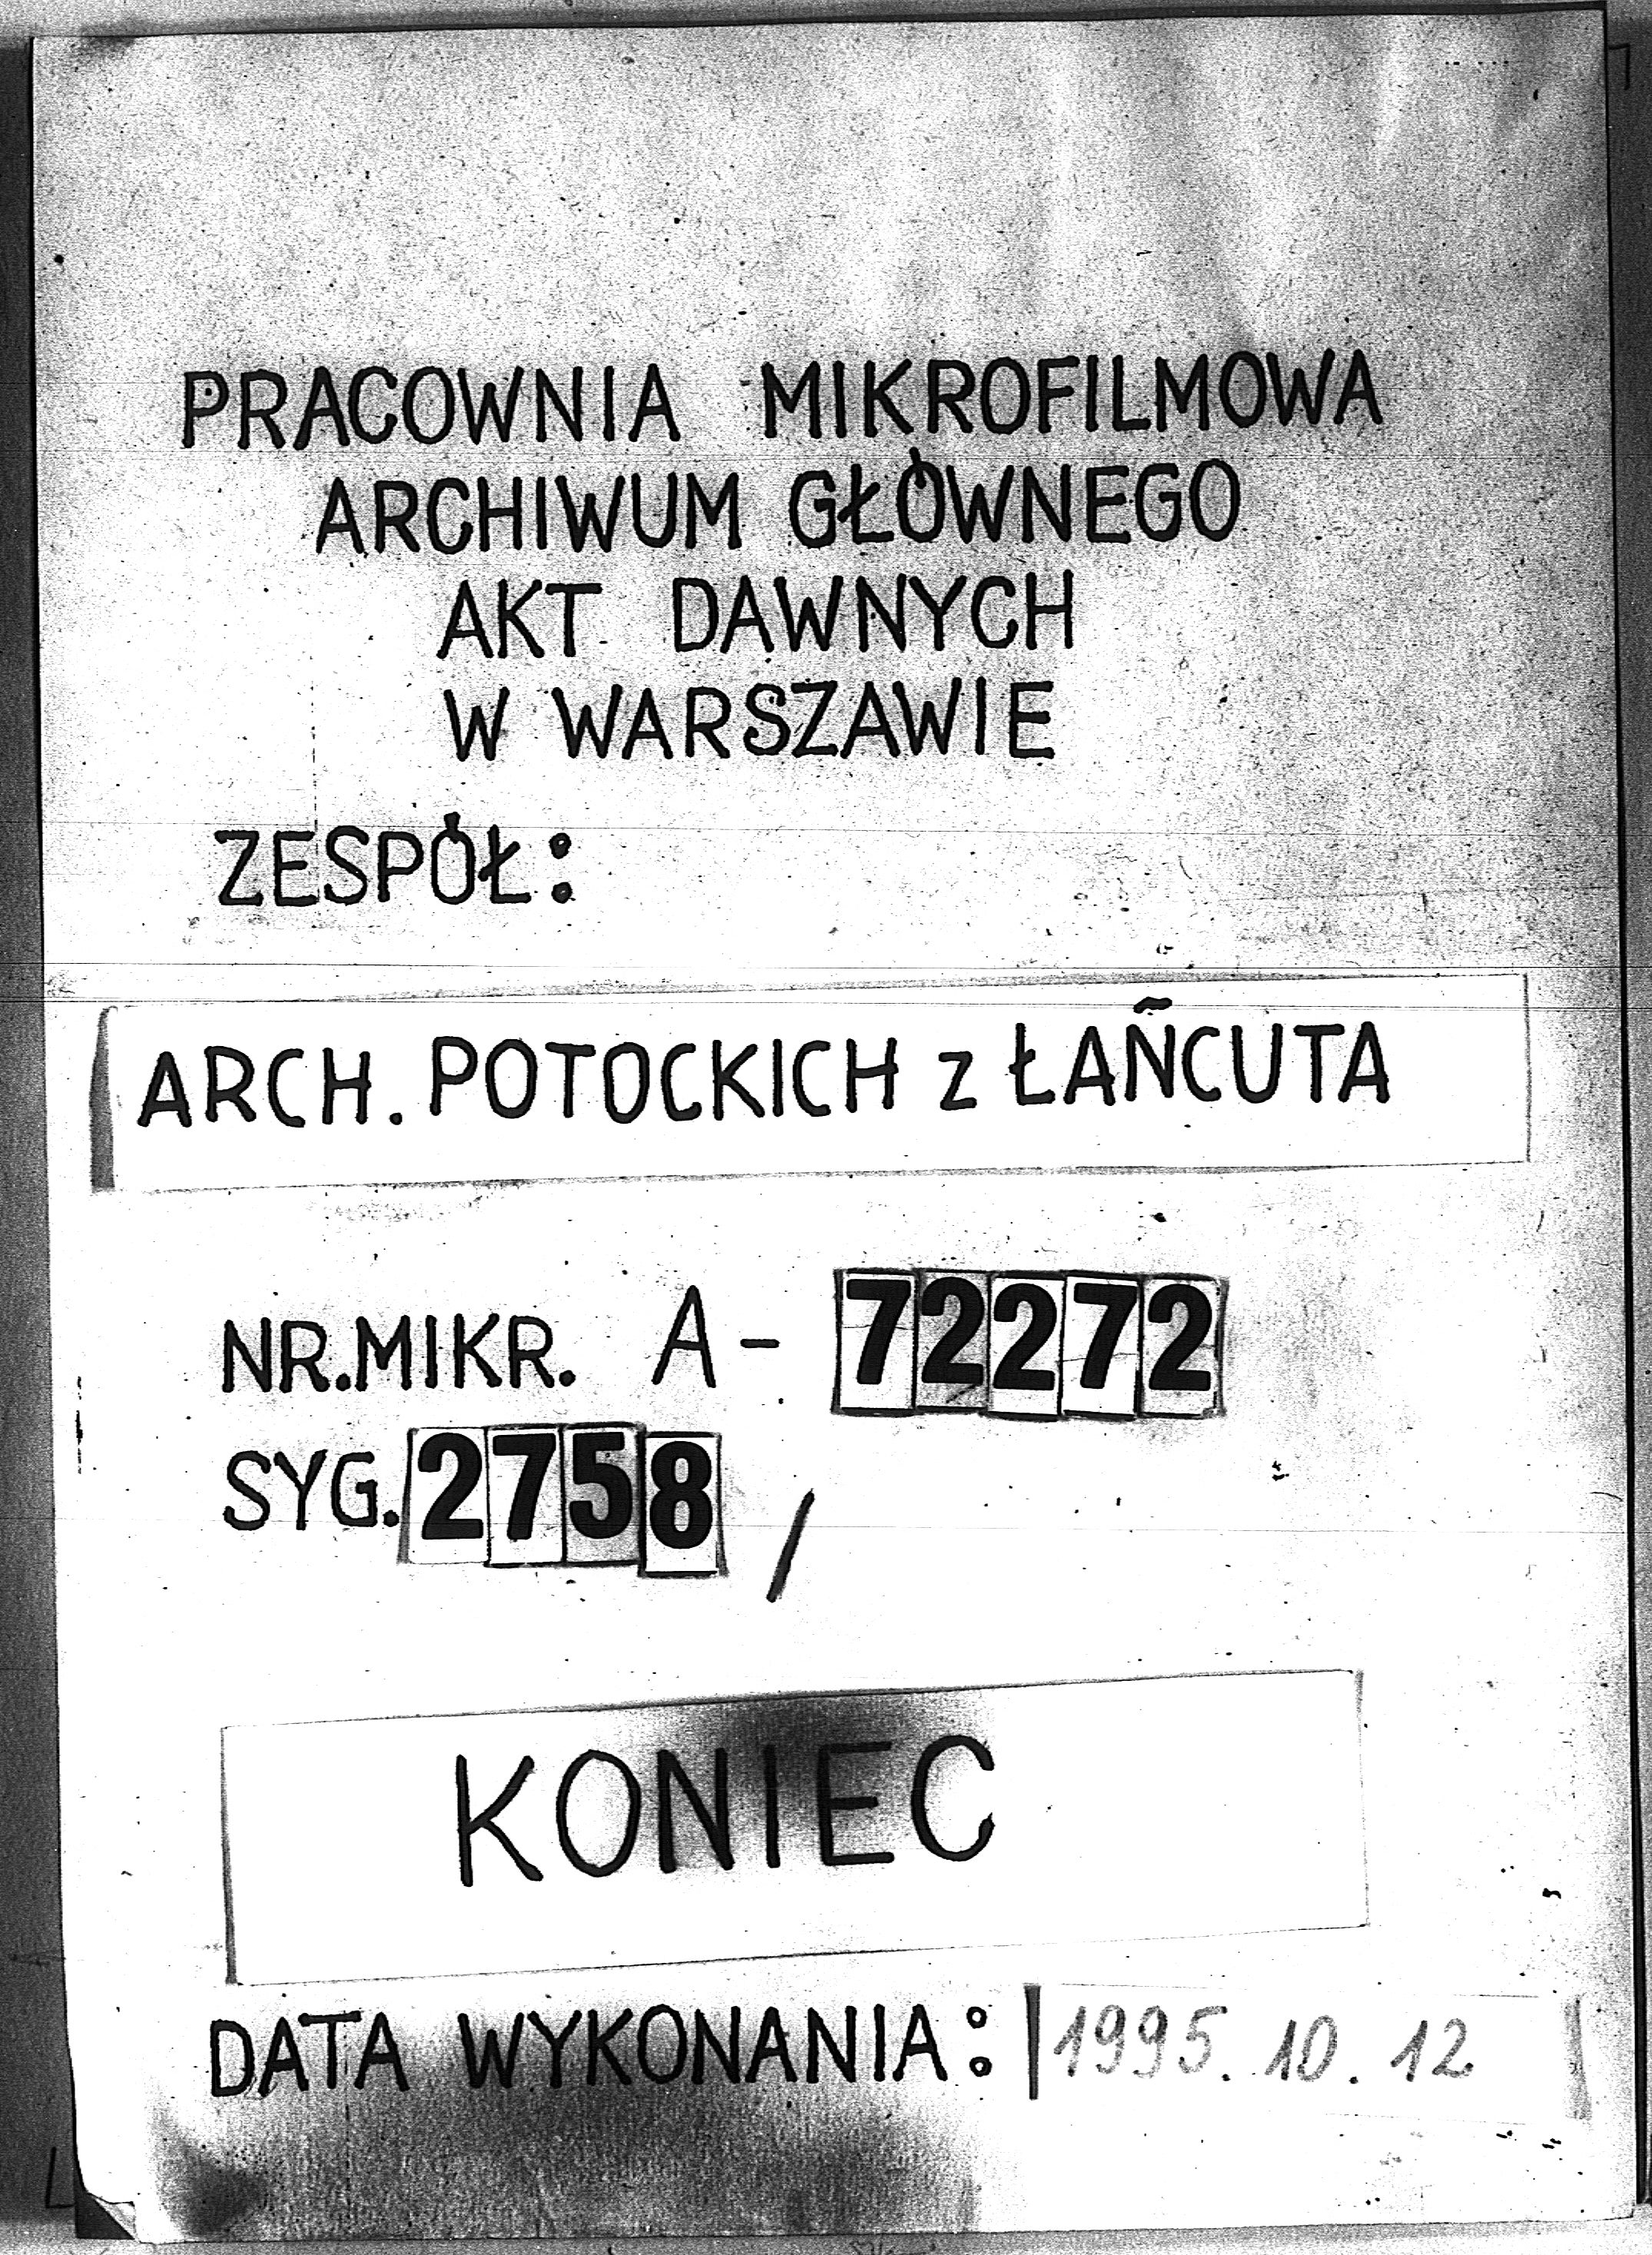 PRACOWNIA MIKROFILMOWA
ARCHIWUM GŁÓWNEGO
AKT DAWNYCH
W WARSZAWIE
ZESPÓŁ:
ARCH. POTOCKICH z ŁAŃCUTA
NR.MIKR. A- 72272
SYG. 2758 /
KONIEC
DATA WYKONANIA: 1995.10.12